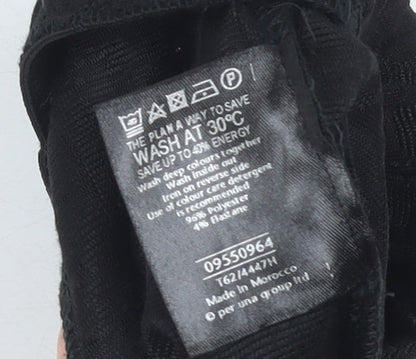 THE PLAN A WAY TO SAVE
WASH AT 30ºC
SAVE UP TO 40% ENERGY
Wash deep colours together
Wash inside out
Iron on reverse side
Use of colour care detergent
is recommended
96% Polyester
4% Elastane
09550964
T62/4447H
Made in Morocco
© per una group ltd